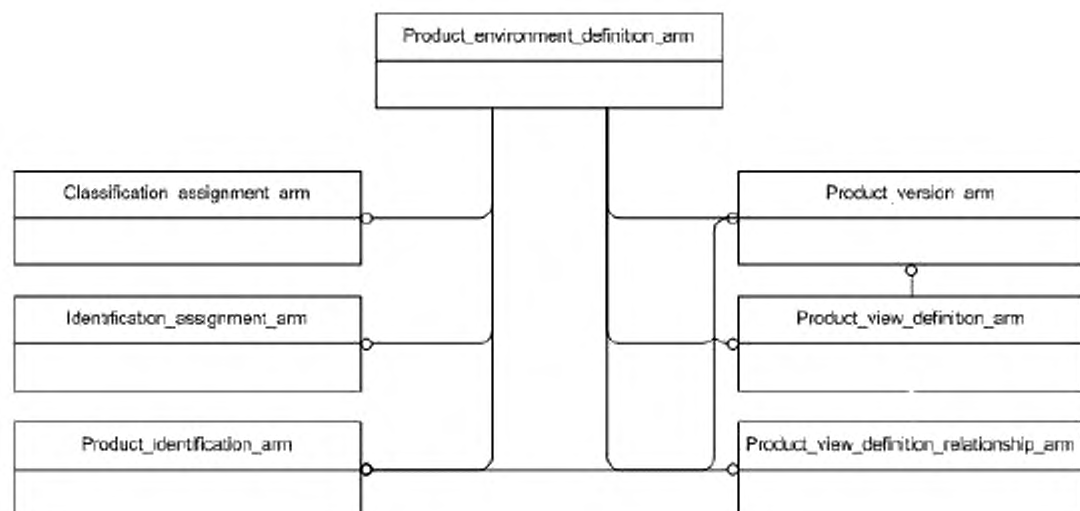 Product_environment_definition_arm
Classification_assignment_arm
Product_version_arm
Identification_assignment_arm
Product_view_definition_arm
Product_identification_arm
Product_view_definition_relationship_arm